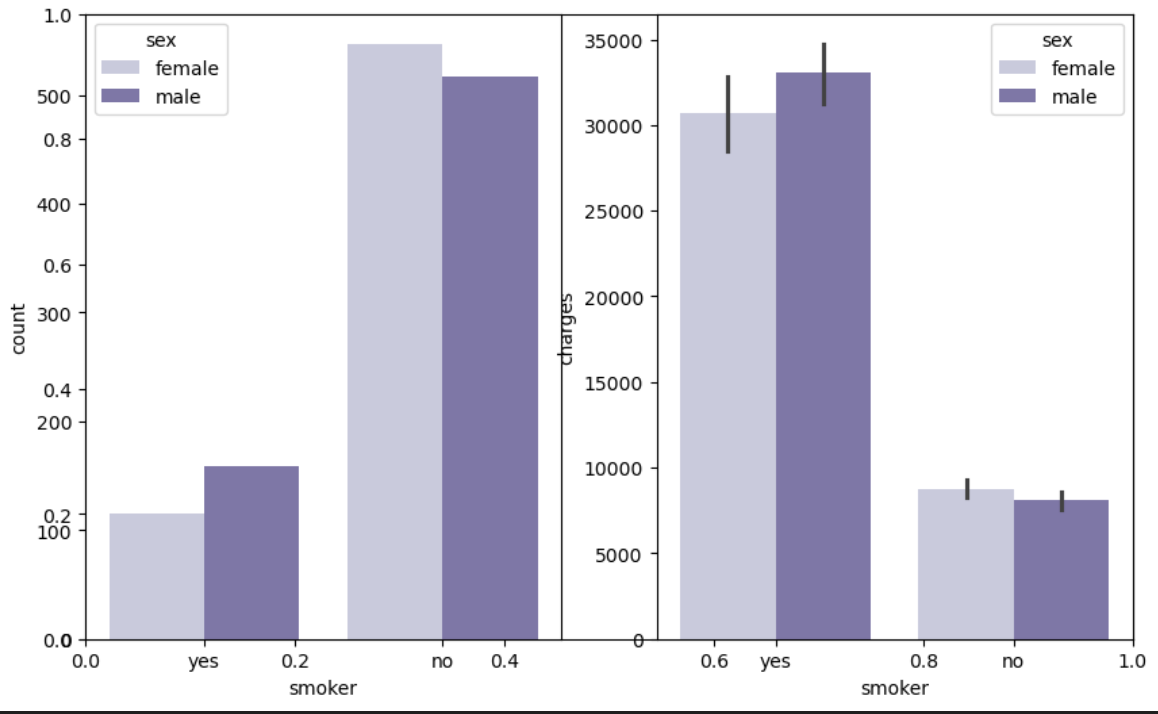 1.0
sex
female
male
500
0.8
400
0.6
300
count
0.4
200
0.2
100
0.0
0
0.0 yes 0.2 no 0.4
smoker
35000
sex
female
male
30000
25000
20000
charges
15000
10000
5000
0
0.6 yes 0.8 no 1.0
smoker